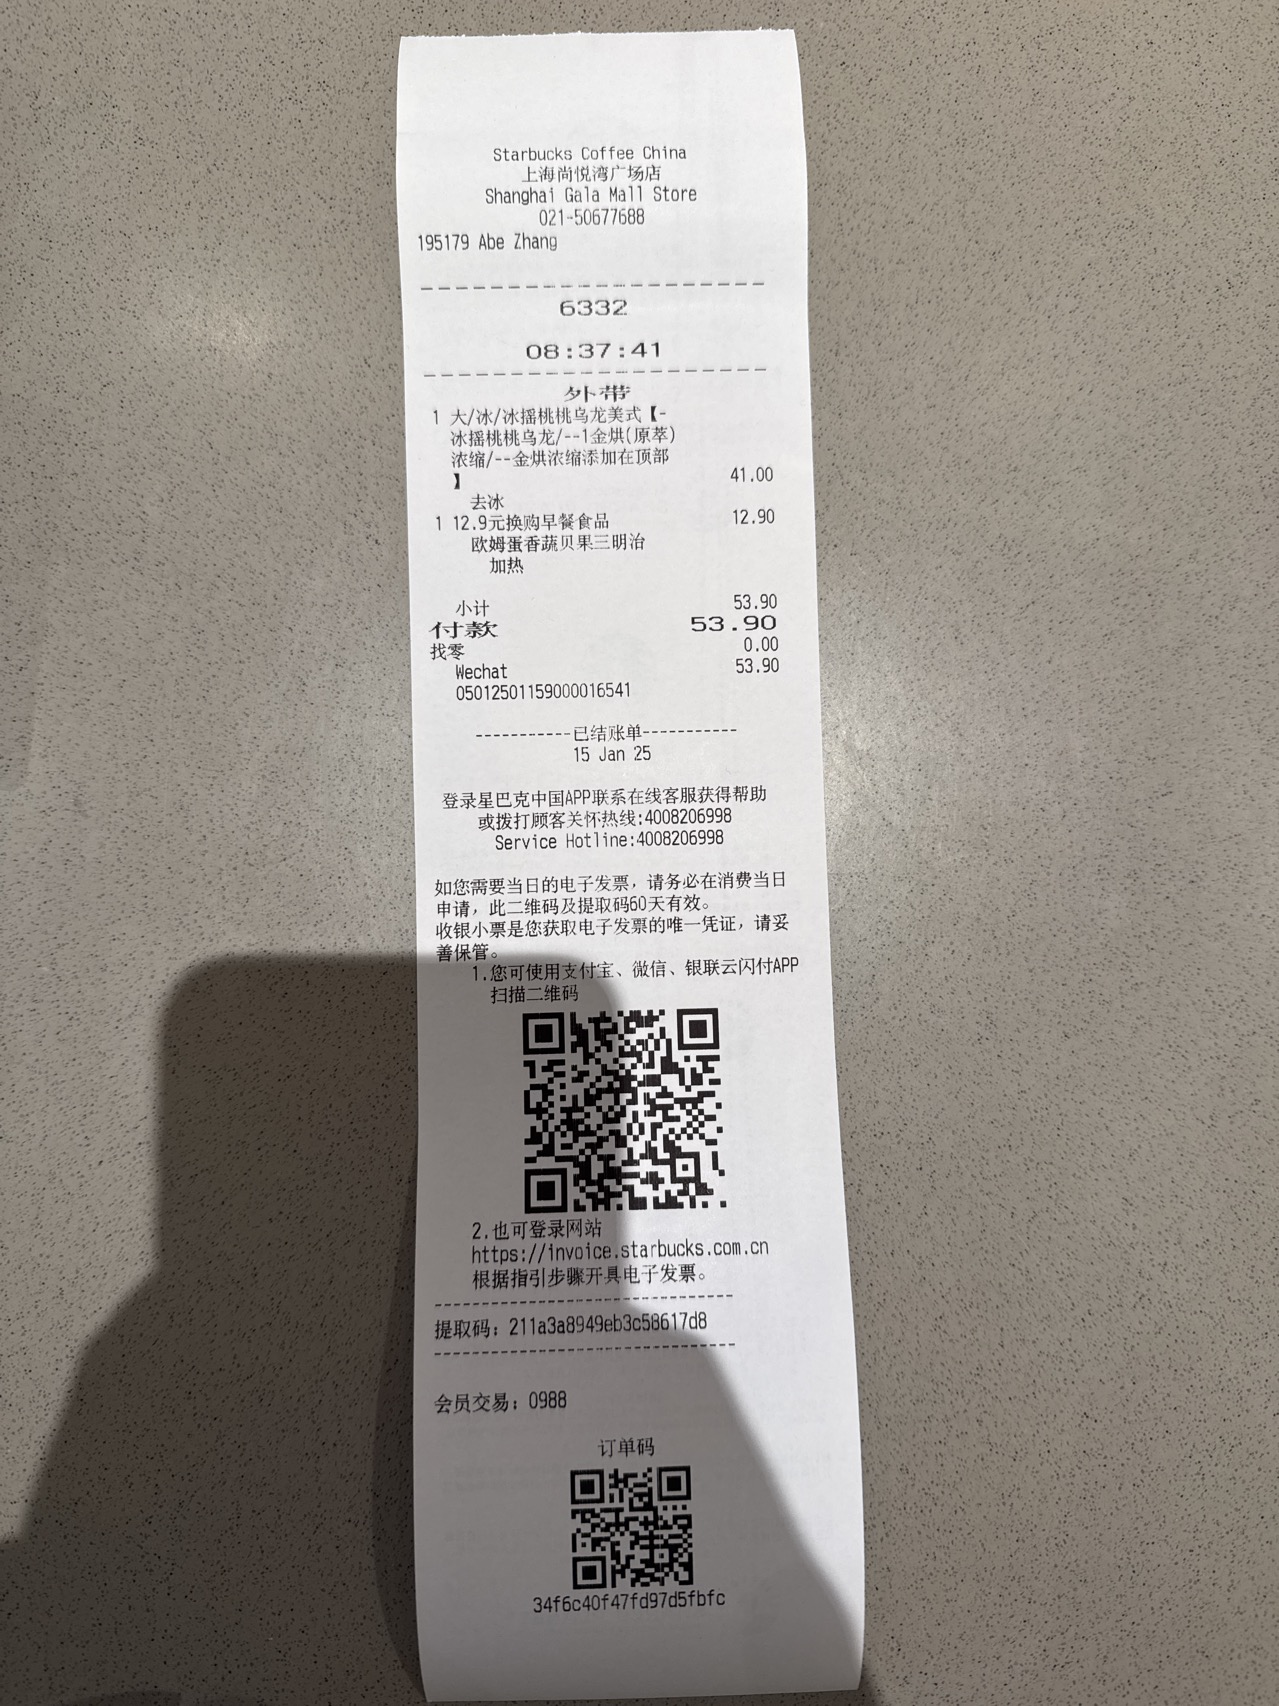 Starbucks Coffee China
上海尚悦湾广场店
Shanghai Gala Mall Store
021-50677688
195179 Abe Zhang
6332
08:37:41
外带
1 大/冰/冰摇桃桃乌龙美式【-
冰摇桃桃乌龙/--1金烘(原萃)
浓缩/--金烘浓缩添加在顶部
】 41.00
去冰
1 12.9元换购早餐食品 12.90
欧姆蛋香蔬贝果三明治
加热
小计 53.90
付款 53.90
找零 0.00
Wechat 53.90
05012501159000016541
-----------已结账单-----------
15 Jan 25
登录星巴克中国APP联系在线客服获得帮助
或拨打顾客关怀热线:4008206998
Service Hotline:4008206998
如您需要当日的电子发票，请务必在消费当日
申请，此二维码及提取码60天有效。
收银小票是您获取电子发票的唯一凭证，请妥
善保管。
1.您可使用支付宝、微信、银联云闪付APP
扫描二维码
2.也可登录网站
https://invoice.starbucks.com.cn
根据指引步骤开具电子发票。
提取码：211a3a8949eb3c58617d8
会员交易：0988
订单码
34f6c40f47fd97d5fbfc